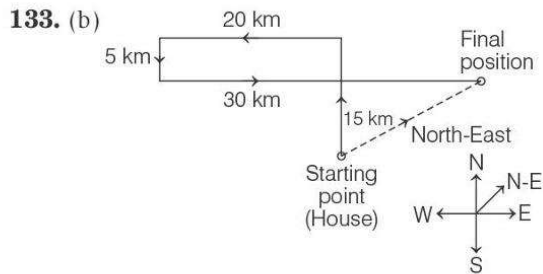 133. (b)
20 km
5 km
Final
position
30 km
15 km
North-East
Starting
point
(House)
N
N-E
W
E
S